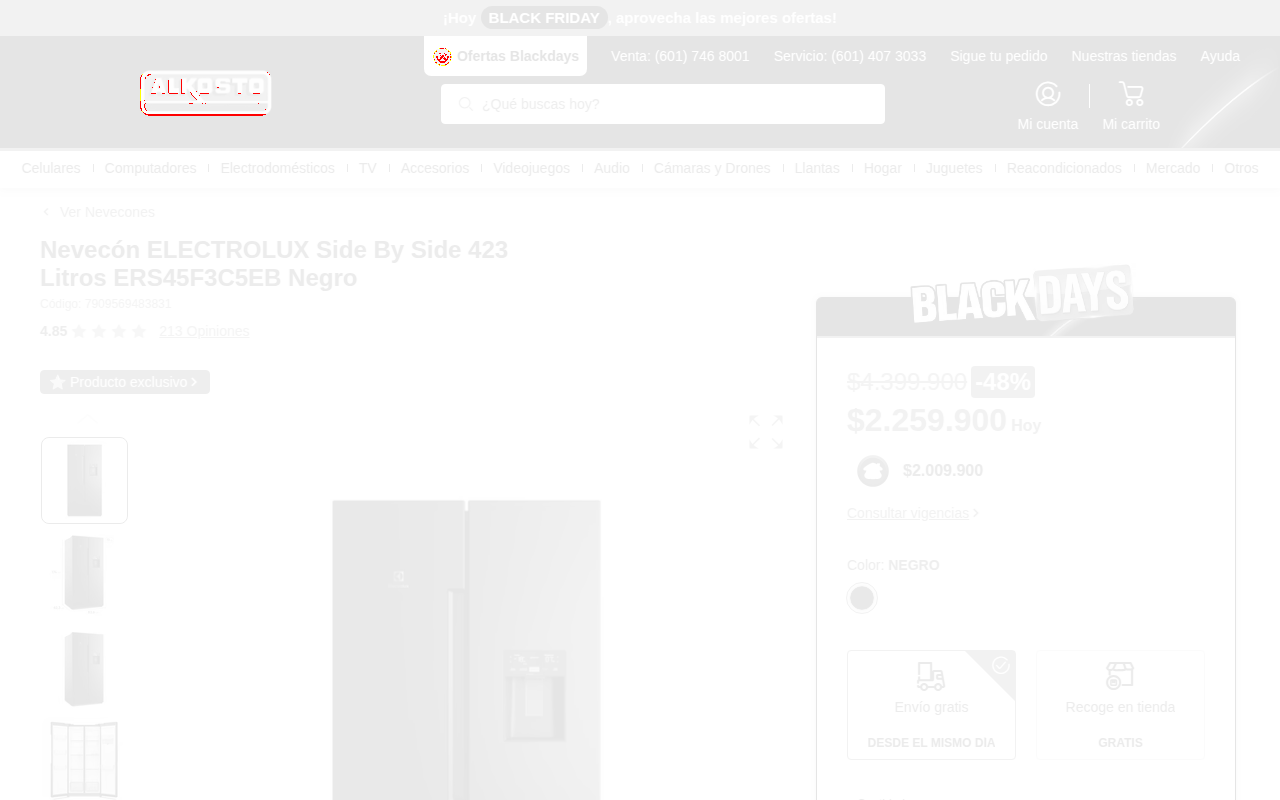 ¡Hoy BLACK FRIDAY, aprovecha las mejores ofertas!
Ofertas Blackdays
Venta: (601) 746 8001
Servicio: (601) 407 3033
Sigue tu pedido
Nuestras tiendas
Ayuda
ALKOSTO
¿Qué buscas hoy?
Mi cuenta
Mi carrito
Celulares
Computadores
Electrodomésticos
TV
Accesorios
Videojuegos
Audio
Cámaras y Drones
Llantas
Hogar
Juguetes
Reacondicionados
Mercado
Otros
Ver Nevecones
Nevecón ELECTROLUX Side By Side 423
Litros ERS45F3C5EB Negro
Código: 7909569483831
4.85
213 Opiniones
Producto exclusivo
BLACKDAYS
$4.399.900 -48%
$2.259.900 Hoy
$2.009.900
Consultar vigencias
Color: NEGRO
Envío gratis
DESDE EL MISMO DIA
Recoge en tienda
GRATIS